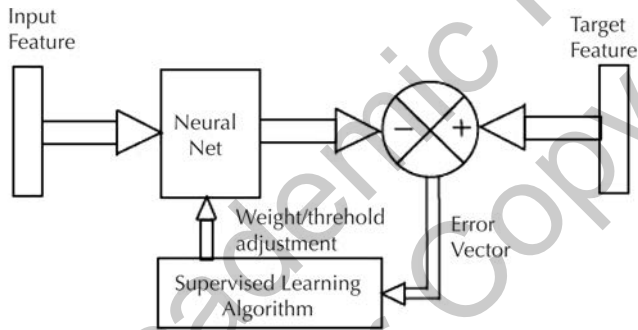 Input
Feature
Target
Feature
Neural
Net
−
+
Weight/threhold
adjustment
Error
Vector
Supervised Learning
Algorithm